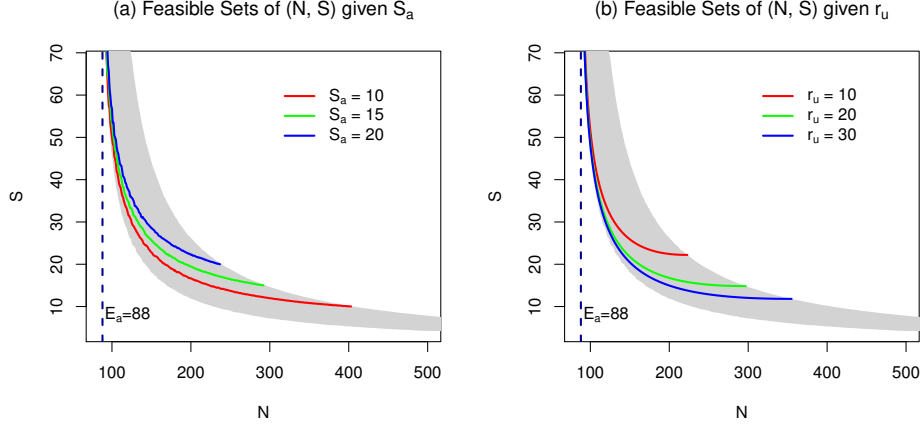 (a) Feasible Sets of (N, S) given Sₐ
70
60
50
40
30
20
10
S
Sₐ = 10
Sₐ = 15
Sₐ = 20
Eₐ=88
100
200
300
400
500
N
(b) Feasible Sets of (N, S) given rᵤ
70
60
50
40
30
20
10
S
rᵤ = 10
rᵤ = 20
rᵤ = 30
Eₐ=88
100
200
300
400
500
N